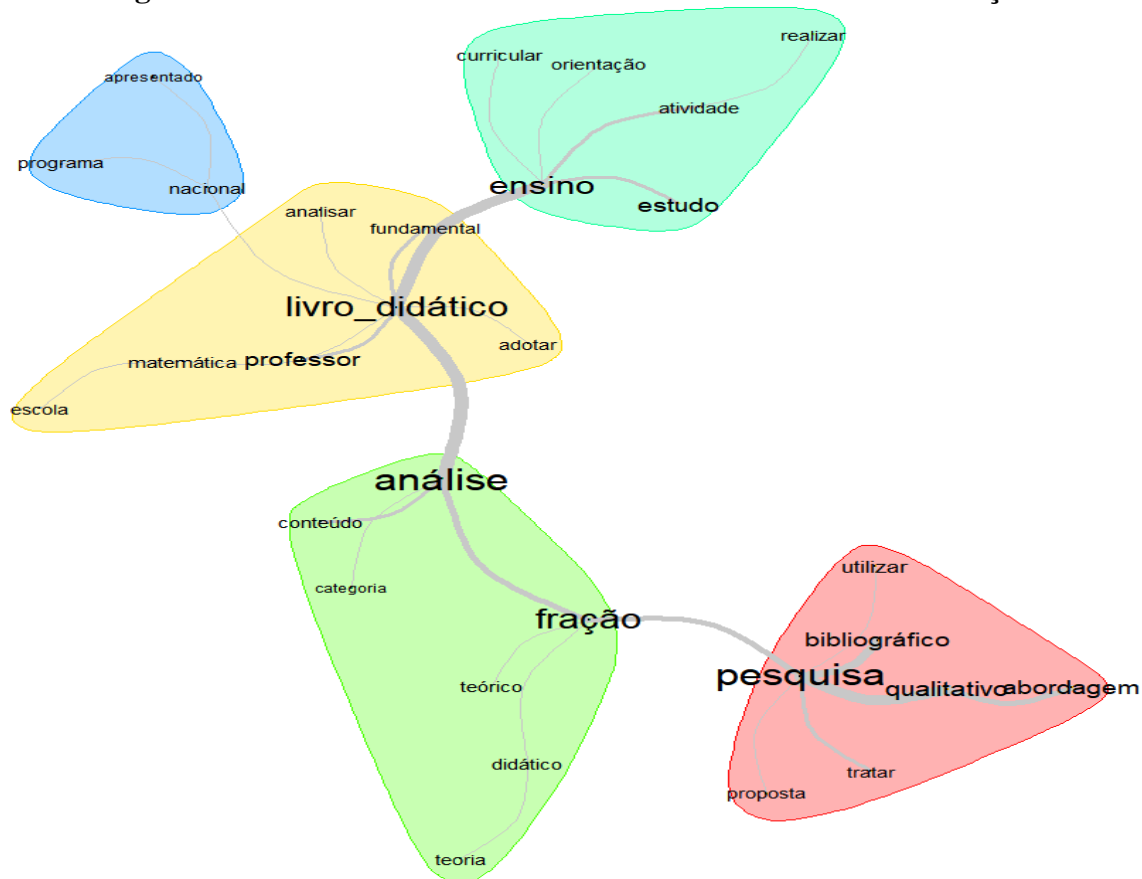 realizar
curricular
orientação
apresentado
atividade
programa
nacional
ensino
estudo
analisar
fundamental
livro_didático
adotar
matemática
professor
escola
análise
conteúdo
categoria
utilizar
fração
bibliográfico
pesquisa
qualitativo
abordagem
teórico
didático
tratar
proposta
teoria